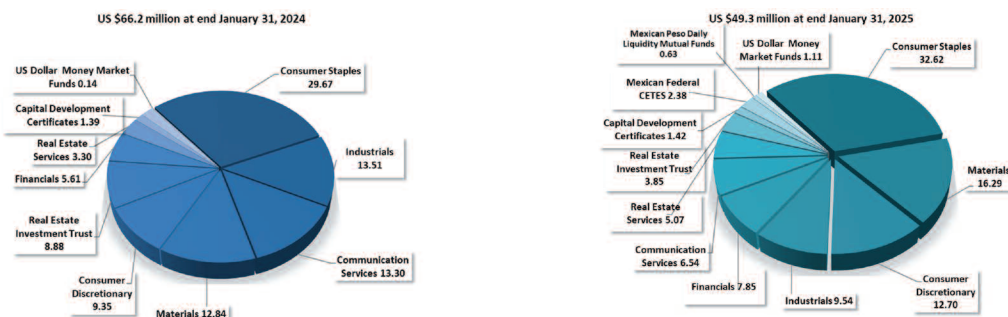 US $66.2 million at end January 31, 2024
US Dollar Money Market
Funds 0.14
Consumer Staples
29.67
Capital Development
Certificates 1.39
Real Estate
Services 3.30
Industrials
13.51
Financials 5.61
Real Estate
Investment Trust
8.88
Communication
Services 13.30
Consumer
Discretionary
9.35
Materials 12.84
US $49.3 million at end January 31, 2025
Mexican Peso Daily
Liquidity Mutual Funds
0.63
US Dollar Money
Market Funds 1.11
Consumer Staples
32.62
Mexican Federal
CETES 2.38
Capital Development
Certificates 1.42
Real Estate
Investment Trust
3.85
Materials
16.29
Real Estate
Services 5.07
Communication
Services 6.54
Financials 7.85
Industrials 9.54
Consumer
Discretionary
12.70